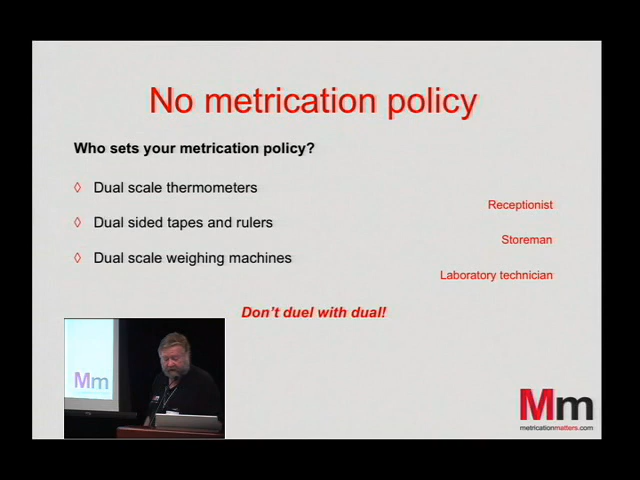 No metrication policy
Who sets your metrication policy?
◊ Dual scale thermometers
Receptionist
◊ Dual sided tapes and rulers
Storeman
◊ Dual scale weighing machines
Laboratory technician
Don't duel with dual!
Mm
Mm
metricationmatters.com